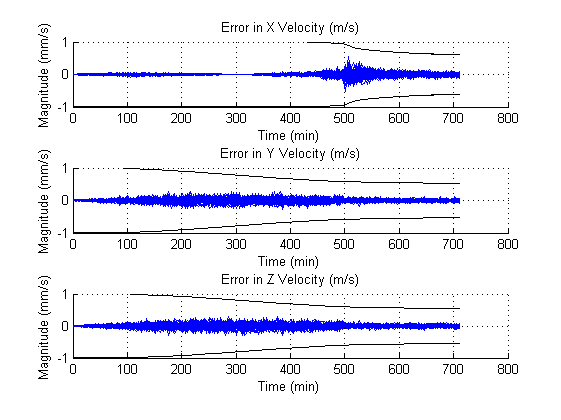 Error in X Velocity (m/s)
Magnitude (mm/s)
1
0
-1
0 100 200 300 400 500 600 700 800
Time (min)
Error in Y Velocity (m/s)
Magnitude (mm/s)
1
0
-1
0 100 200 300 400 500 600 700 800
Time (min)
Error in Z Velocity (m/s)
Magnitude (mm/s)
1
0
-1
0 100 200 300 400 500 600 700 800
Time (min)